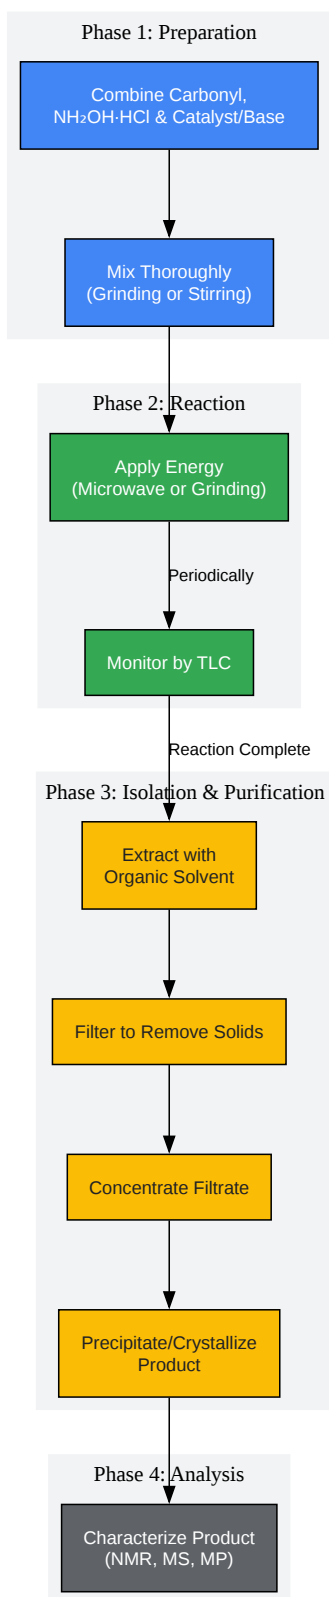 Phase 1: Preparation
Combine Carbonyl,
NH₂OH·HCl & Catalyst/Base
Mix Thoroughly
(Grinding or Stirring)
Phase 2: Reaction
Apply Energy
(Microwave or Grinding)
Periodically
Monitor by TLC
Reaction Complete
Phase 3: Isolation & Purification
Extract with
Organic Solvent
Filter to Remove Solids
Concentrate Filtrate
Precipitate/Crystallize
Product
Phase 4: Analysis
Characterize Product
(NMR, MS, MP)